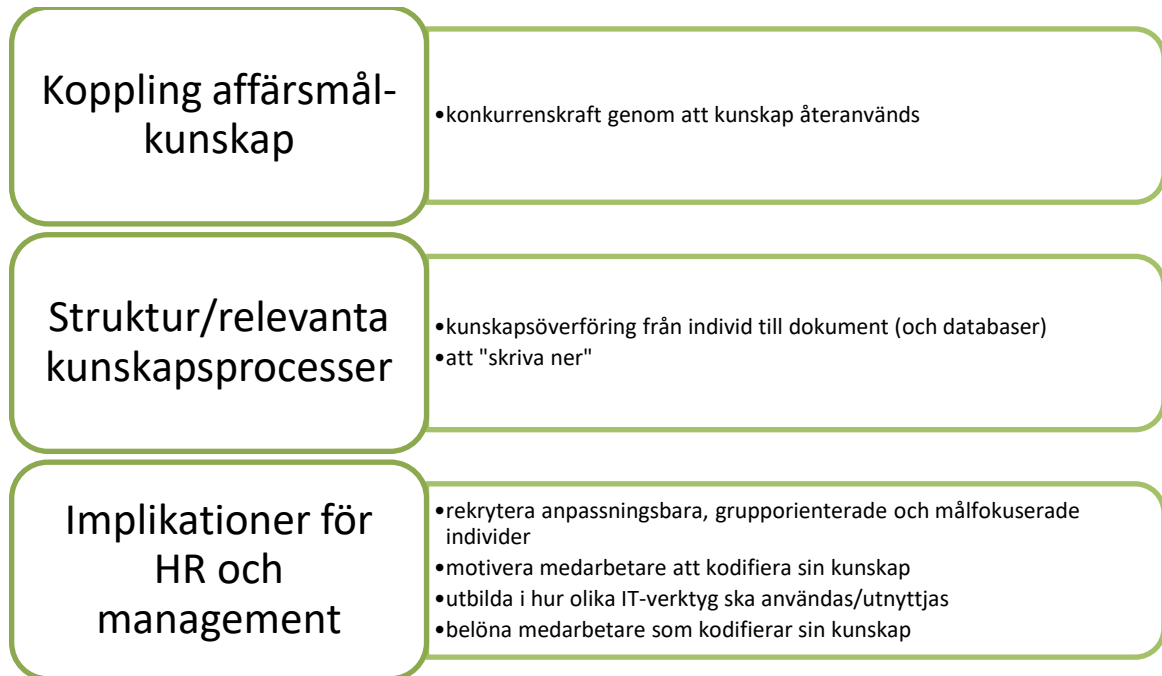 Koppling affärsmål-
kunskap
•konkurrenskraft genom att kunskap återanvänds
Struktur/relevanta
kunskapsprocesser
•kunskapsöverföring från individ till dokument (och databaser)
•att "skriva ner"
Implikationer för
HR och
management
•rekrytera anpassningsbara, grupporienterade och målfokuserade
individer
•motivera medarbetare att kodifiera sin kunskap
•utbilda i hur olika IT-verktyg ska användas/utnyttjas
•belöna medarbetare som kodifierar sin kunskap